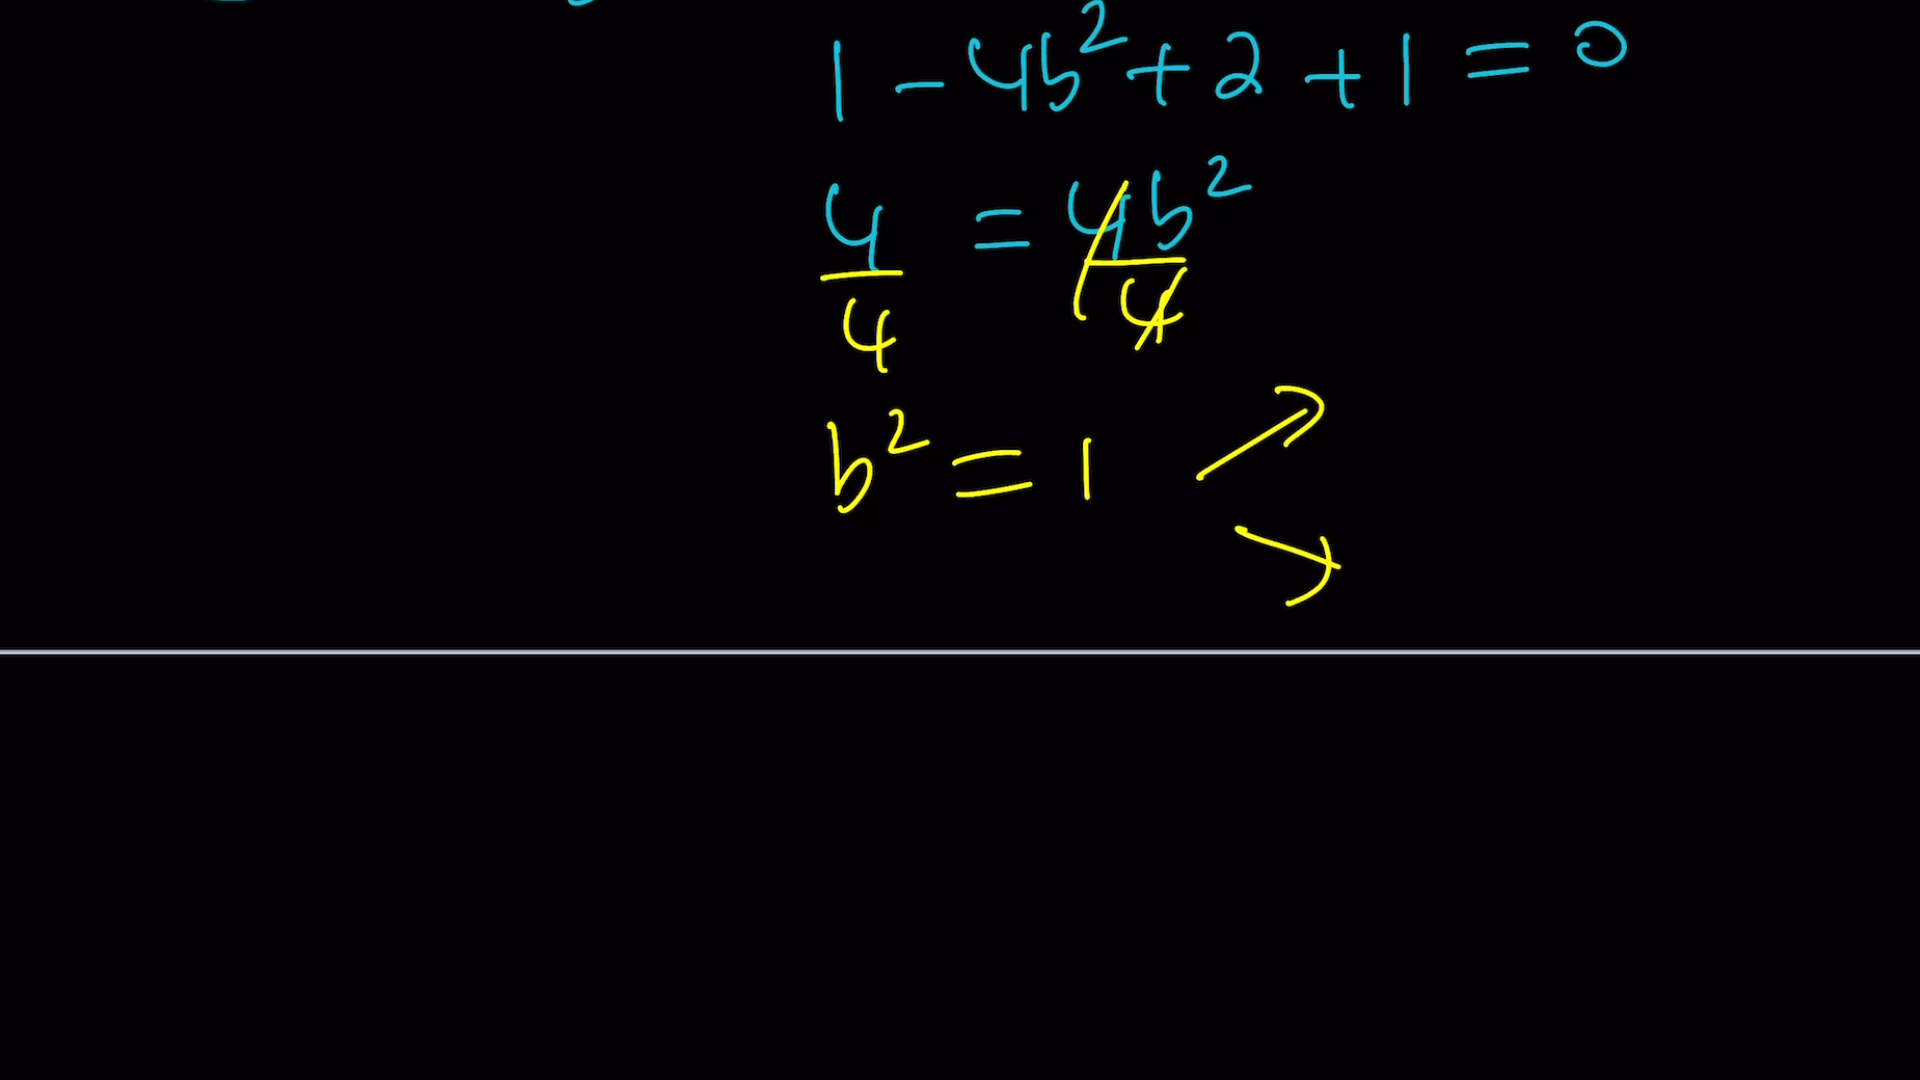 1 - 4b² + 2 + 1 = 0
4/4 = 4b²/4
b² = 1